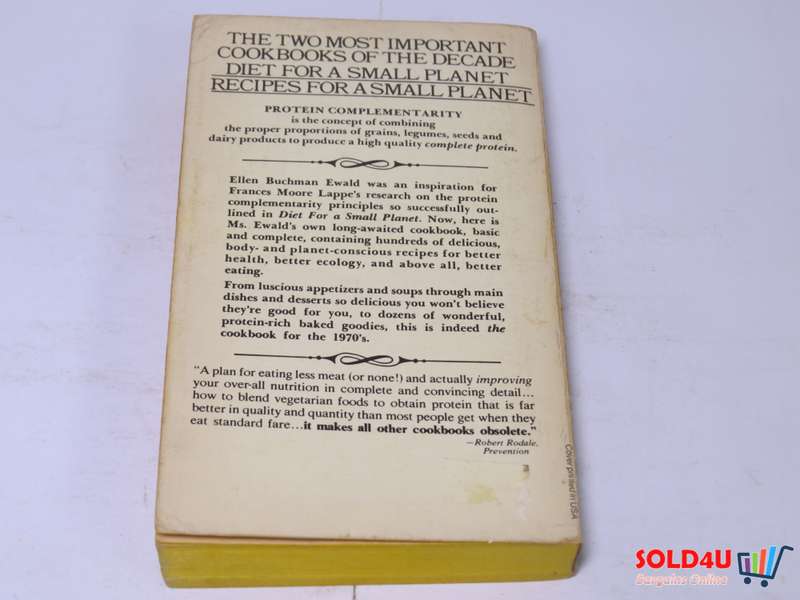 THE TWO MOST IMPORTANT
COOKBOOKS OF THE DECADE
DIET FOR A SMALL PLANET
RECIPES FOR A SMALL PLANET
PROTEIN COMPLEMENTARITY
is the concept of combining
the proper proportions of grains, legumes, seeds and
dairy products to produce a high quality complete protein.
Ellen Buchman Ewald was an inspiration for
Frances Moore Lappe's research on the protein
complementarity principles so successfully out-
lined in Diet For a Small Planet. Now, here is
Ms. Ewald's own long-awaited cookbook, basic
and complete, containing hundreds of delicious,
body- and planet-conscious recipes for better
health, better ecology, and above all, better
eating.
From luscious appetizers and soups through main
dishes and desserts so delicious you won't believe
they're good for you, to dozens of wonderful,
protein-rich baked goodies, this is indeed the
cookbook for the 1970's.
"A plan for eating less meat (or none!) and actually improving
your over-all nutrition in complete and convincing detail...
how to blend vegetarian foods to obtain protein that is far
better in quality and quantity than most people get when they
eat standard fare...it makes all other cookbooks obsolete."
—Robert Rodale,
Prevention
Cover printed in USA
SOLD4U
Bargains Online